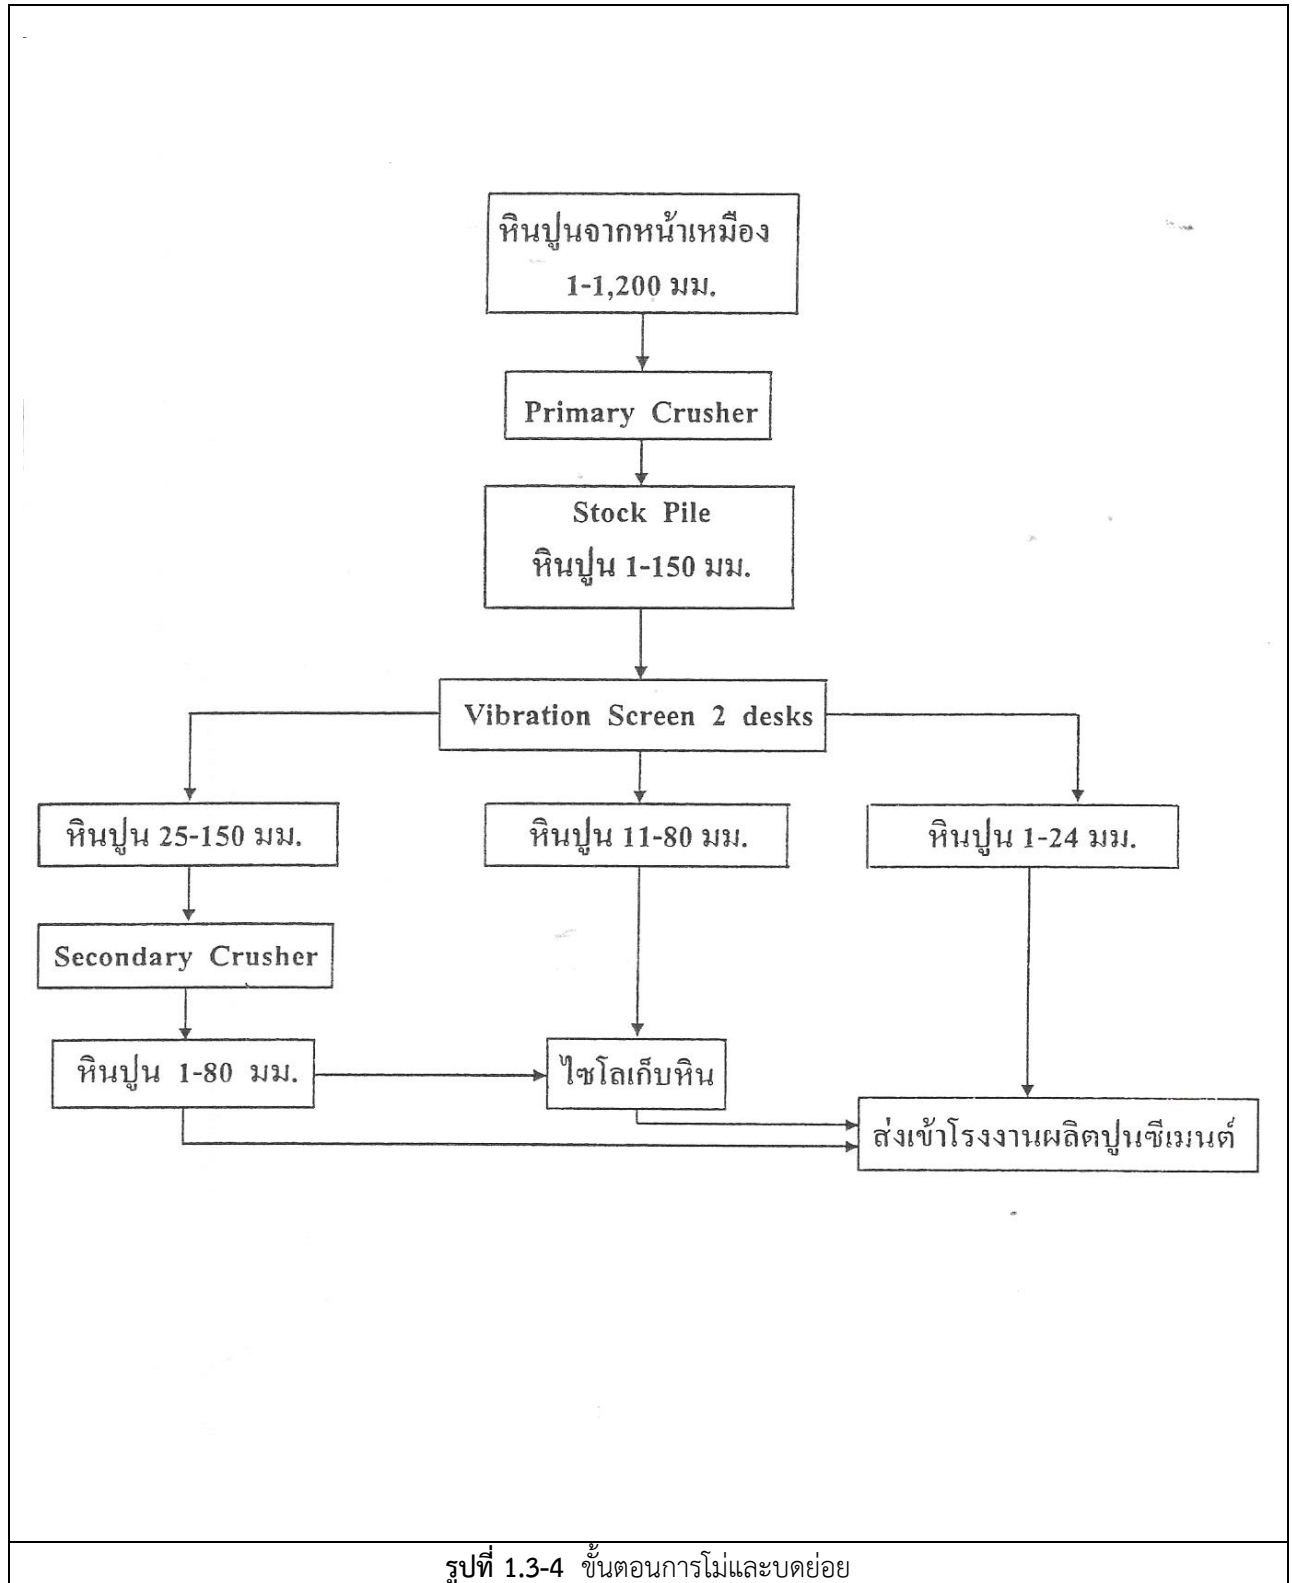 หินปูนจากหน้าเหมือง
1-1,200 มม.
Primary Crusher
Stock Pile
หินปูน 1-150 มม.
Vibration Screen 2 desks
หินปูน 25-150 มม.
หินปูน 11-80 มม.
หินปูน 1-24 มม.
Secondary Crusher
หินปูน 1-80 มม.
ไซโลเก็บหิน
ส่งเข้าโรงงานผลิตปูนซีเมนต์
รูปที่ 1.3-4 ขั้นตอนการโม่และบดย่อย